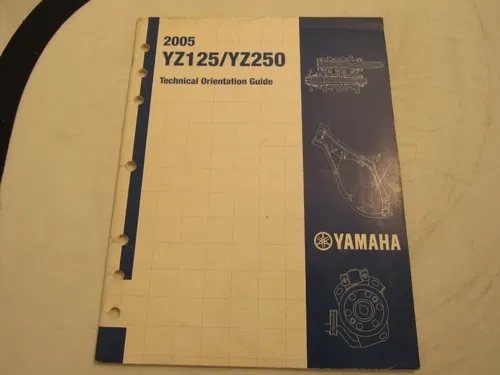 2005
YZ125/YZ250
Technical Orientation Guide
YAMAHA